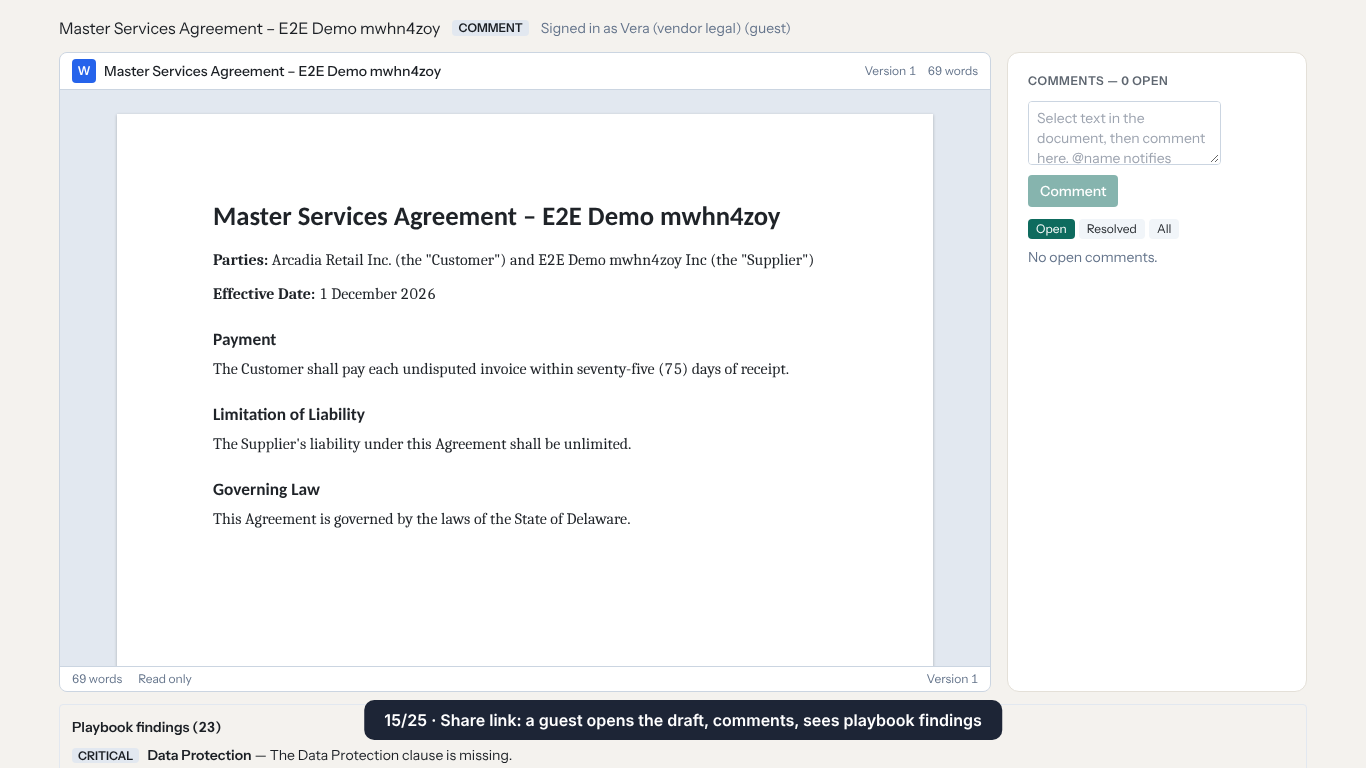 Master Services Agreement – E2E Demo mwhn4zoy COMMENT Signed in as Vera (vendor legal) (guest)
W Master Services Agreement – E2E Demo mwhn4zoy Version 1 69 words
Master Services Agreement – E2E Demo mwhn4zoy
Parties: Arcadia Retail Inc. (the "Customer") and E2E Demo mwhn4zoy Inc (the "Supplier")
Effective Date: 1 December 2026
Payment
The Customer shall pay each undisputed invoice within seventy-five (75) days of receipt.
Limitation of Liability
The Supplier's liability under this Agreement shall be unlimited.
Governing Law
This Agreement is governed by the laws of the State of Delaware.
69 words Read only Version 1
COMMENTS — 0 OPEN
Select text in the
document, then comment
here. @name notifies
Comment
Open Resolved All
No open comments.
Playbook findings (23)
CRITICAL Data Protection — The Data Protection clause is missing.
15/25 · Share link: a guest opens the draft, comments, sees playbook findings